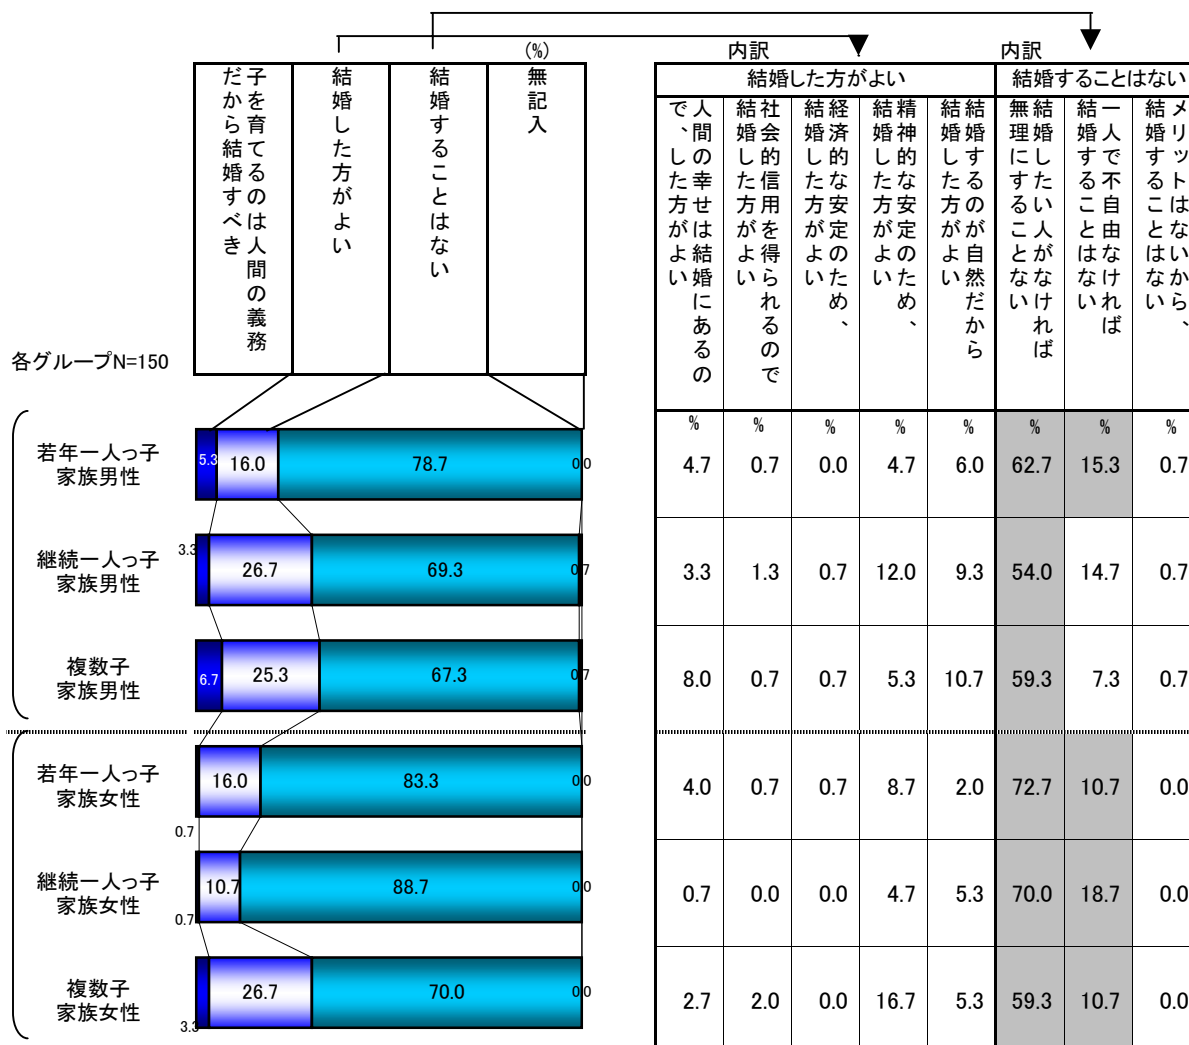 (%)
内訳
内訳
子を育てるのは人間の義務
だから結婚すべき
結婚した方がよい
結婚することはない
無記入
結婚した方がよい
結婚することはない
人間の幸せは結婚にあるの
で、した方がよい
社会的信用を得られるので
結婚した方がよい
経済的な安定のため、
結婚した方がよい
精神的な安定のため、
結婚した方がよい
結婚するのが自然だから
結婚した方がよい
結婚したい人がなければ
無理にすることない
一人で不自由なければ
結婚することはない
メリットはないから、
結婚することはない
各グループN=150
% % % % % % % %
若年一人っ子
家族男性
5.3 16.0 78.7 0.0
4.7 0.7 0.0 4.7 6.0 62.7 15.3 0.7
継続一人っ子
家族男性
3.3 26.7 69.3 0.7
3.3 1.3 0.7 12.0 9.3 54.0 14.7 0.7
複数子
家族男性
6.7 25.3 67.3 0.7
8.0 0.7 0.7 5.3 10.7 59.3 7.3 0.7
若年一人っ子
家族女性
0.7 16.0 83.3 0.0
4.0 0.7 0.7 8.7 2.0 72.7 10.7 0.0
継続一人っ子
家族女性
0.7 10.7 88.7 0.0
0.7 0.0 0.0 4.7 5.3 70.0 18.7 0.0
複数子
家族女性
3.3 26.7 70.0 0.0
2.7 2.0 0.0 16.7 5.3 59.3 10.7 0.0